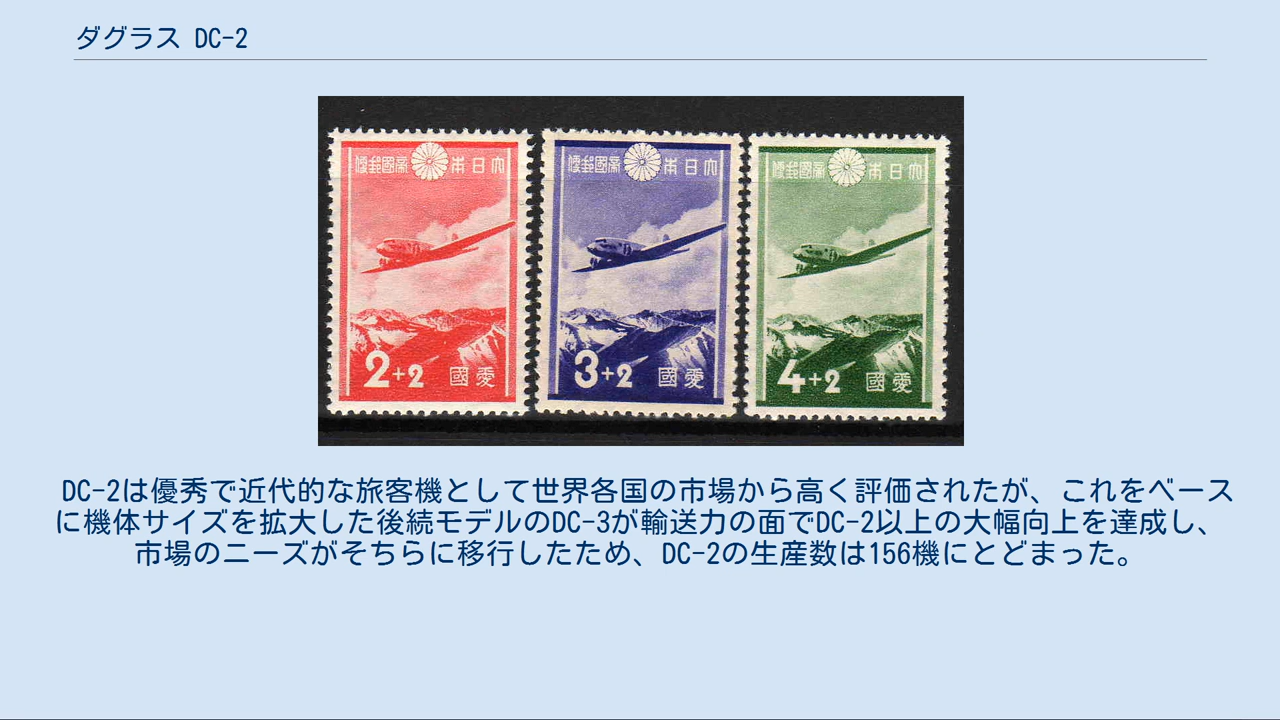 ダグラス DC-2
便郵國帝 本日大
便郵國帝 本日大
便郵國帝 本日大
2+2 國愛
3+2 國愛
4+2 國愛
DC-2は優秀で近代的な旅客機として世界各国の市場から高く評価されたが、これをベース
に機体サイズを拡大した後続モデルのDC-3が輸送力の面でDC-2以上の大幅向上を達成し、
市場のニーズがそちらに移行したため、DC-2の生産数は156機にとどまった。